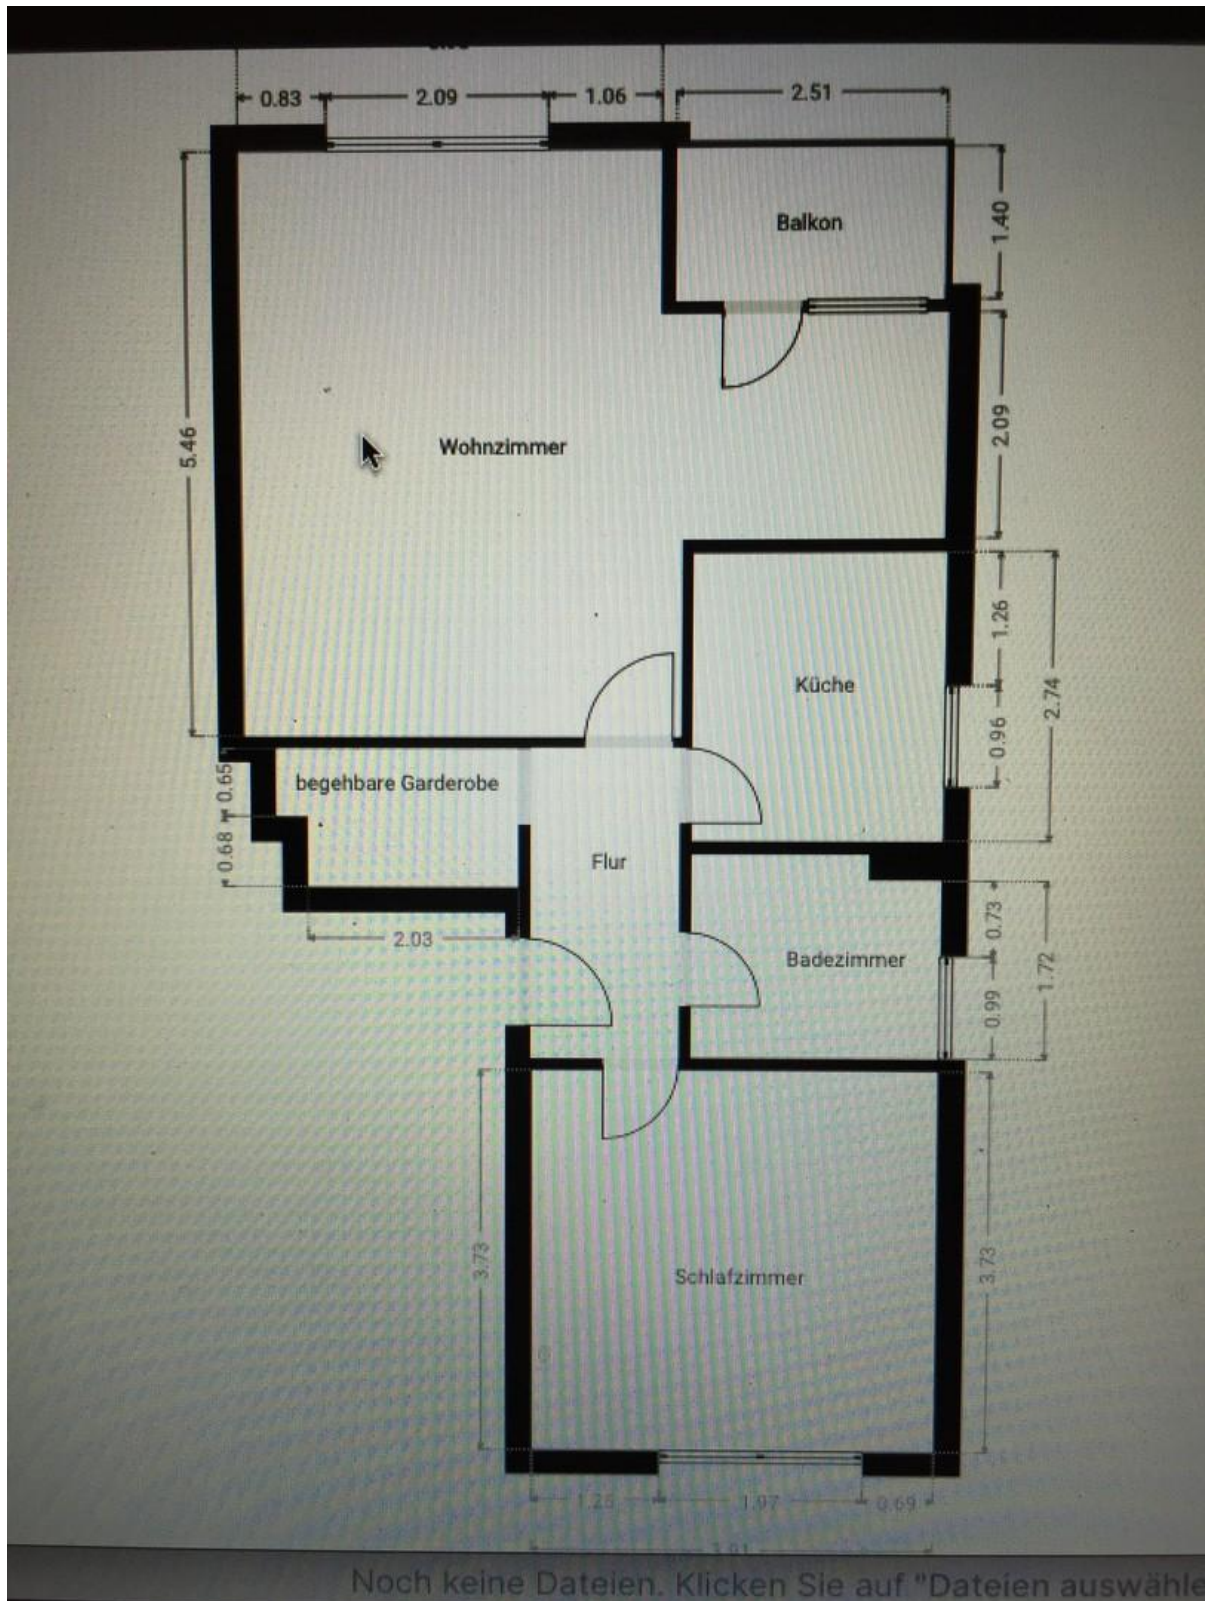 0.83
2.09
1.06
2.51
Balkon
1.40
5.46
Wohnzimmer
2.09
1.26
Küche
2.74
0.96
0.65
begehbare Garderobe
0.68
Flur
2.03
Badezimmer
0.73
1.72
0.99
3.73
Schlafzimmer
3.73
1.97
0.69
Noch keine Dateien. Klicken Sie auf "Dateien auswähle